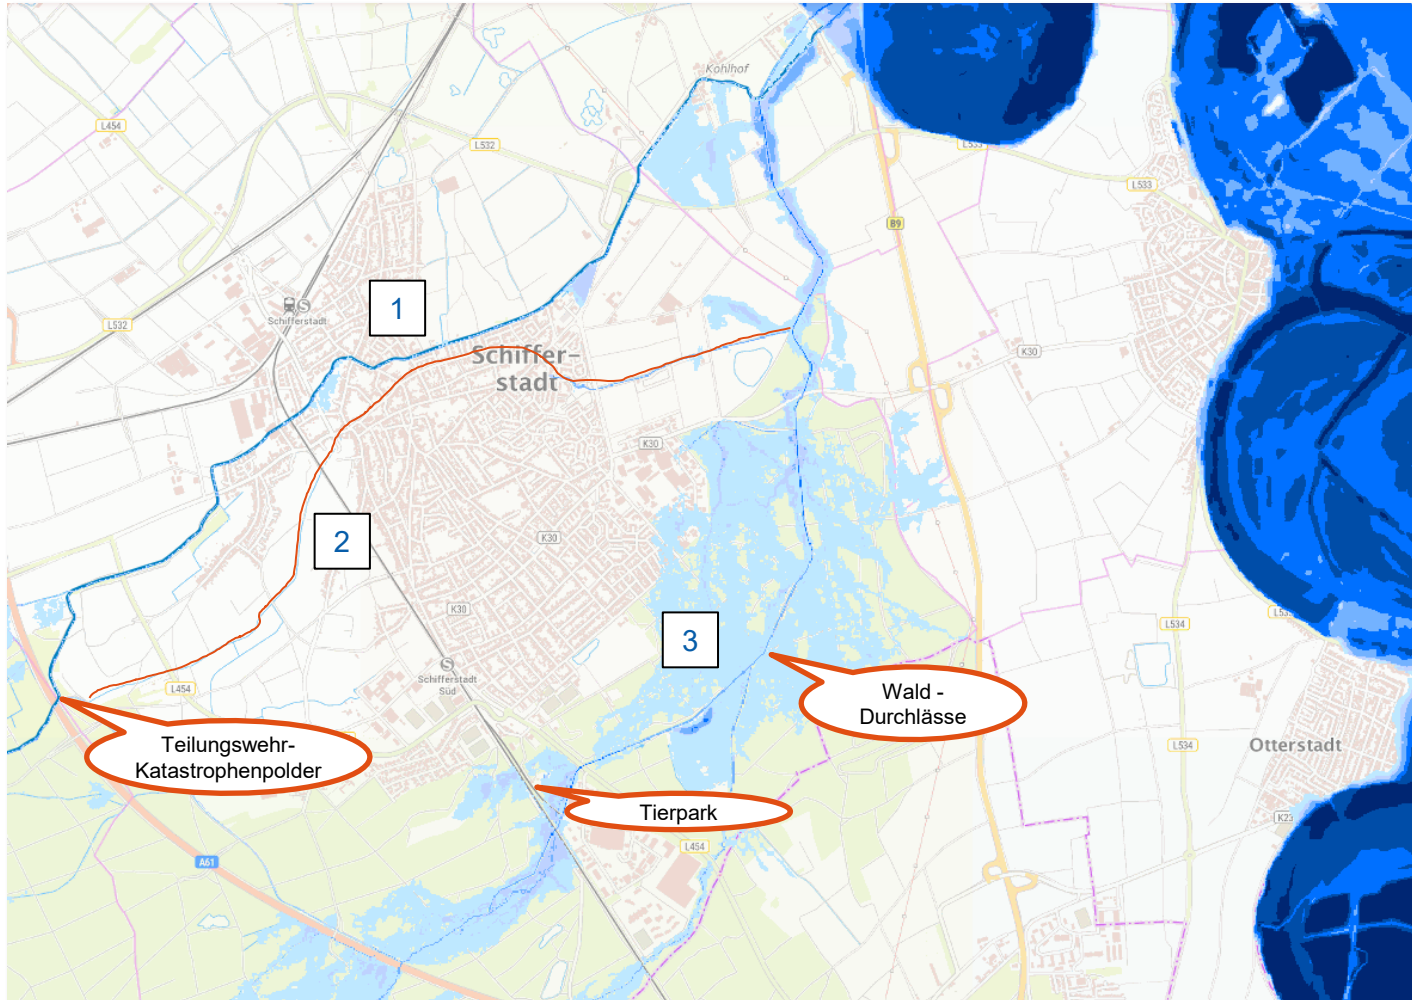 Kohlhof
L454
L532
L533
L533
B9
1
S
Schifferstadt
L532
Schiffer-
stadt
K30
K30
2
K30
K30
3
L534
Schifferstadt
Süd
S
L454
Wald -
Durchlässe
Teilungswehr-
Katastrophenpolder
L534
Otterstadt
Tierpark
K23
L454
A61